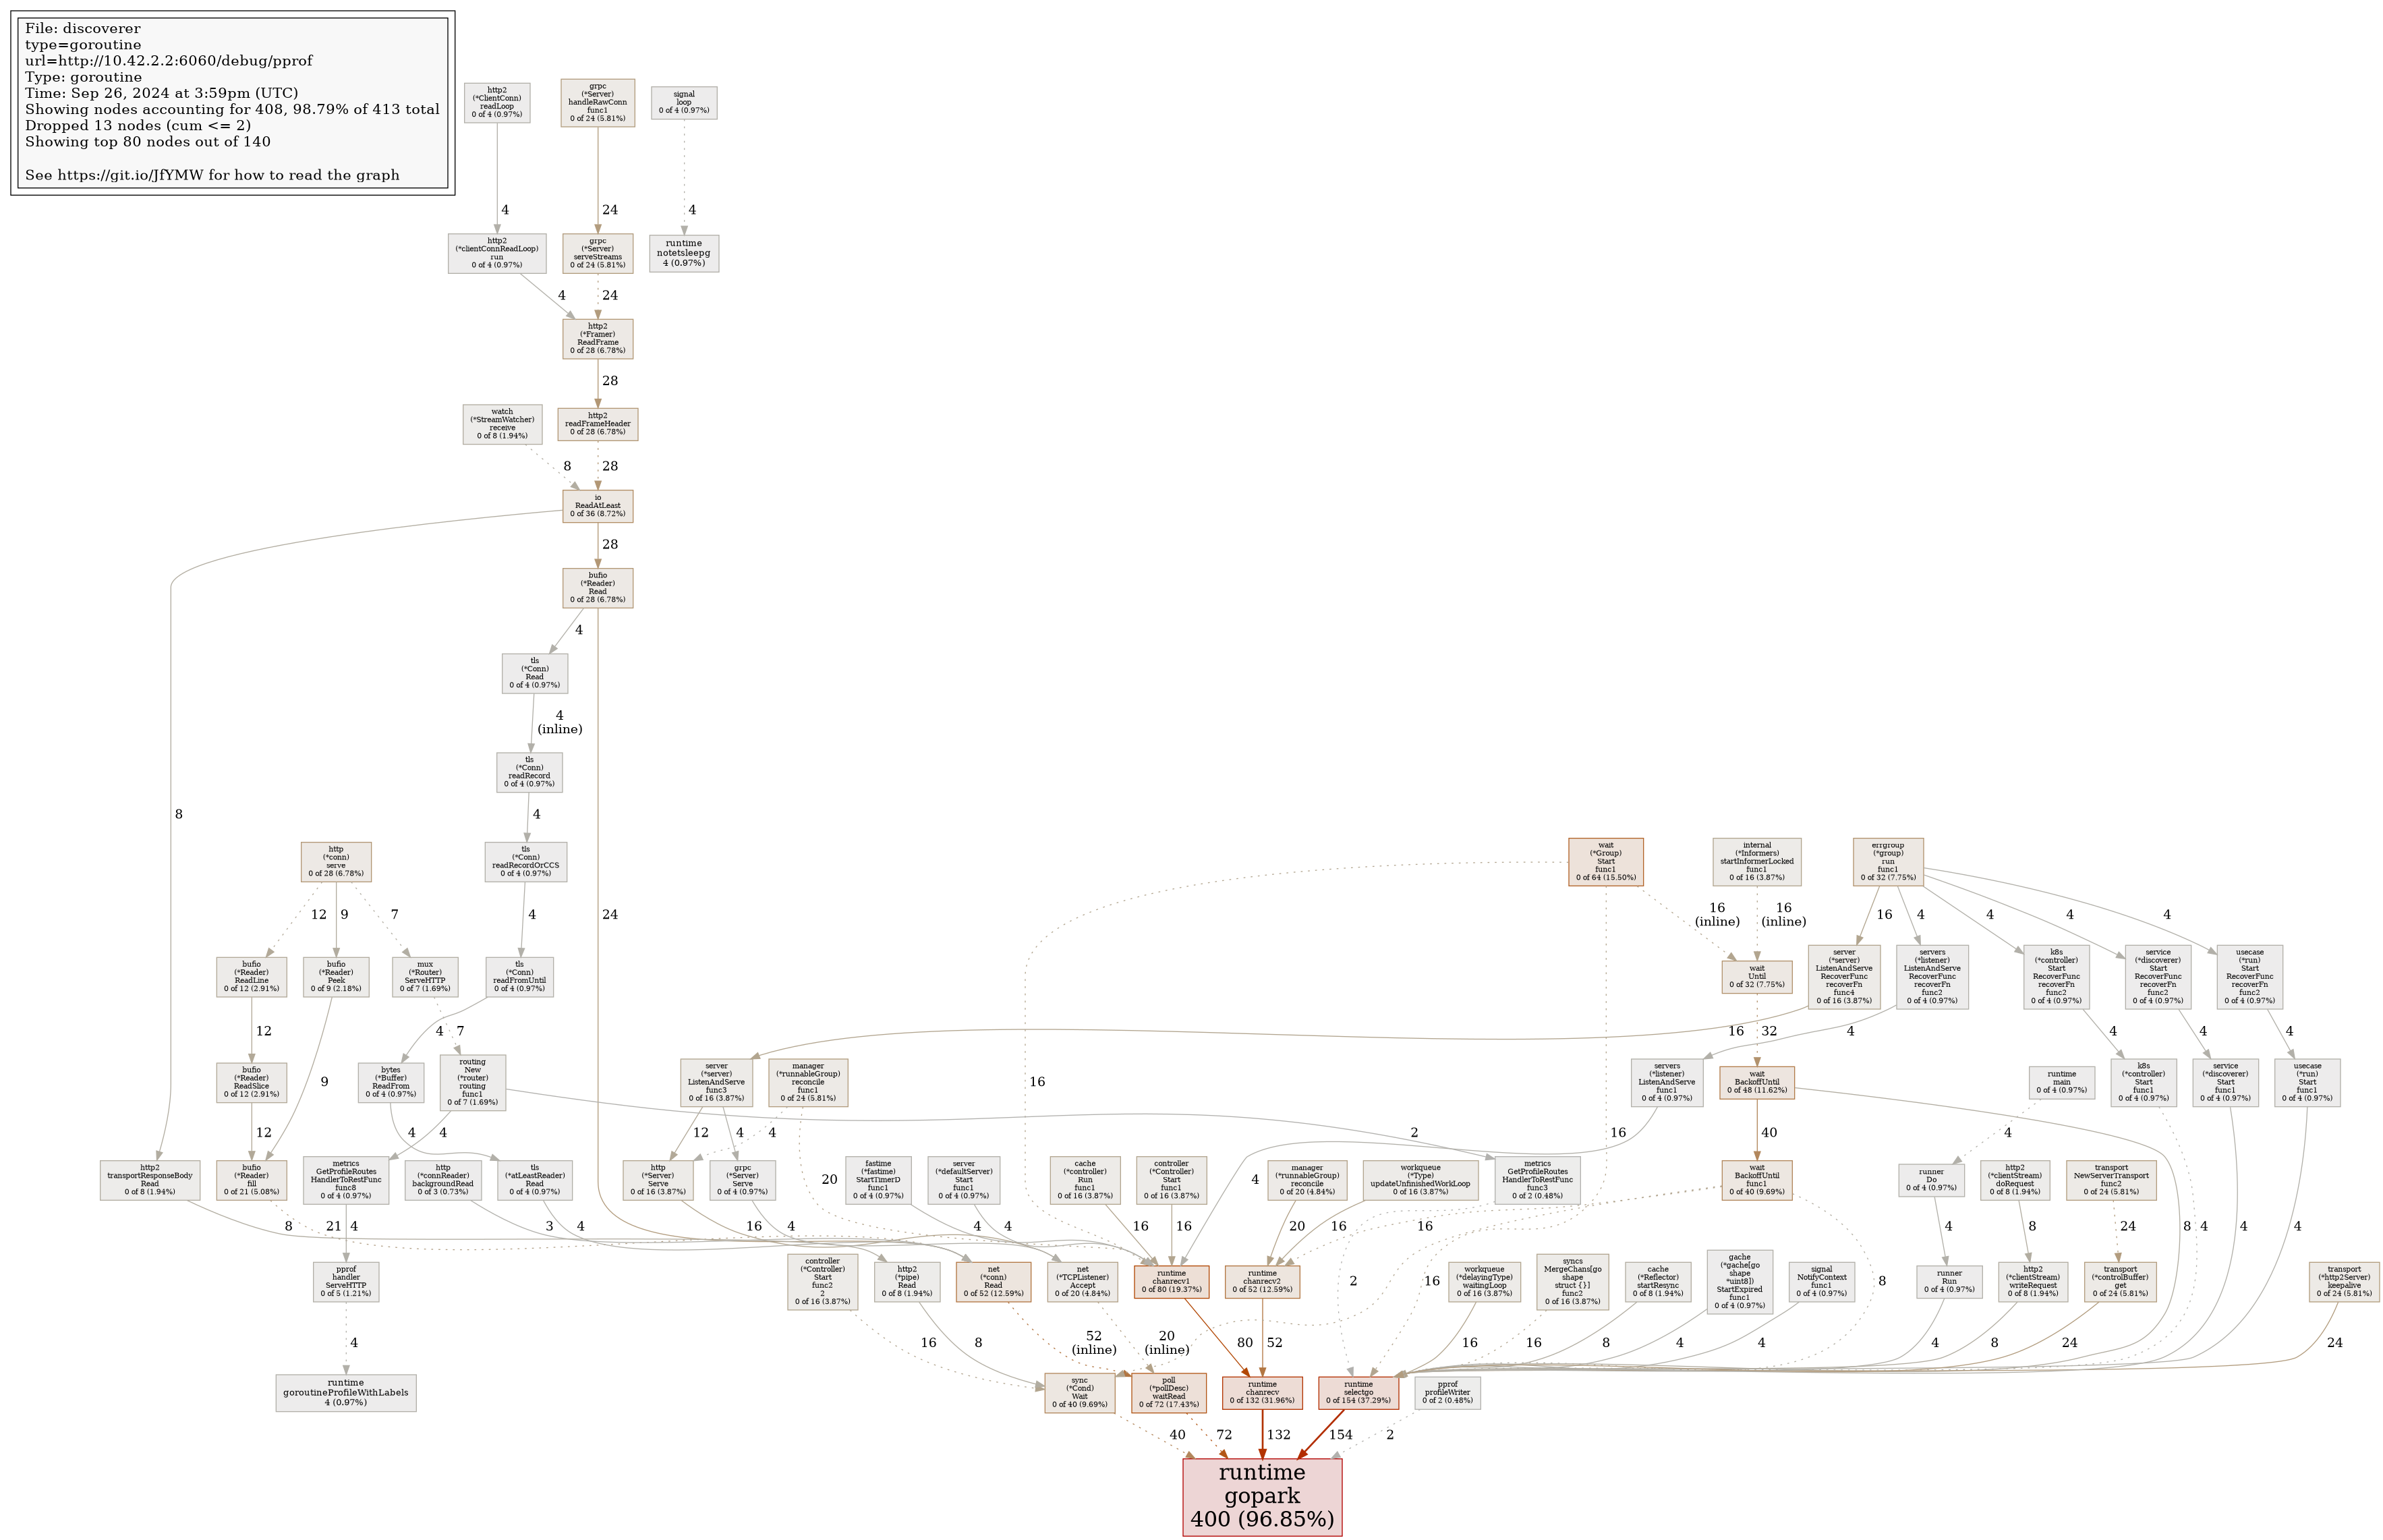 File: discoverer
type=goroutine
url=http://10.42.2.2:6060/debug/pprof
Type: goroutine
Time: Sep 26, 2024 at 3:59pm (UTC)
Showing nodes accounting for 408, 98.79% of 413 total
Dropped 13 nodes (cum <= 2)
Showing top 80 nodes out of 140
See https://git.io/JfYMW for how to read the graph
http2
(*ClientConn)
readLoop
0 of 4 (0.97%)
grpc
(*Server)
handleRawConn
func1
0 of 24 (5.81%)
signal
loop
0 of 4 (0.97%)
4
24
4
http2
(*clientConnReadLoop)
run
0 of 4 (0.97%)
grpc
(*Server)
serveStreams
0 of 24 (5.81%)
runtime
notetsleepg
4 (0.97%)
4
24
http2
(*Framer)
ReadFrame
0 of 28 (6.78%)
28
watch
(*StreamWatcher)
receive
0 of 8 (1.94%)
http2
readFrameHeader
0 of 28 (6.78%)
8
28
io
ReadAtLeast
0 of 36 (8.72%)
28
8
bufio
(*Reader)
Read
0 of 28 (6.78%)
4
24
tls
(*Conn)
Read
0 of 4 (0.97%)
4
(inline)
tls
(*Conn)
readRecord
0 of 4 (0.97%)
4
tls
(*Conn)
readRecordOrCCS
0 of 4 (0.97%)
4
http
(*conn)
serve
0 of 28 (6.78%)
12
9
7
wait
(*Group)
Start
func1
0 of 64 (15.50%)
16
(inline)
internal
(*Informers)
startInformerLocked
func1
0 of 16 (3.87%)
16
(inline)
errgroup
(*group)
run
func1
0 of 32 (7.75%)
16
4
4
4
4
bufio
(*Reader)
ReadLine
0 of 12 (2.91%)
bufio
(*Reader)
Peek
0 of 9 (2.18%)
mux
(*Router)
ServeHTTP
0 of 7 (1.69%)
tls
(*Conn)
readFromUntil
0 of 4 (0.97%)
wait
Until
0 of 32 (7.75%)
server
(*server)
ListenAndServe
RecoverFunc
recoverFn
func4
0 of 16 (3.87%)
servers
(*listener)
ListenAndServe
RecoverFunc
recoverFn
func2
0 of 4 (0.97%)
k8s
(*controller)
Start
RecoverFunc
recoverFn
func2
0 of 4 (0.97%)
service
(*discoverer)
Start
RecoverFunc
recoverFn
func2
0 of 4 (0.97%)
usecase
(*run)
Start
RecoverFunc
recoverFn
func2
0 of 4 (0.97%)
12
7
4
16
32
4
4
4
4
9
16
bufio
(*Reader)
ReadSlice
0 of 12 (2.91%)
bytes
(*Buffer)
ReadFrom
0 of 4 (0.97%)
routing
New
(*router)
routing
func1
0 of 7 (1.69%)
server
(*server)
ListenAndServe
func3
0 of 16 (3.87%)
manager
(*runnableGroup)
reconcile
func1
0 of 24 (5.81%)
servers
(*listener)
ListenAndServe
func1
0 of 4 (0.97%)
wait
BackoffUntil
0 of 48 (11.62%)
runtime
main
0 of 4 (0.97%)
k8s
(*controller)
Start
func1
0 of 4 (0.97%)
service
(*discoverer)
Start
func1
0 of 4 (0.97%)
usecase
(*run)
Start
func1
0 of 4 (0.97%)
12
4
4
12
4
4
2
16
40
4
http2
transportResponseBody
Read
0 of 8 (1.94%)
bufio
(*Reader)
fill
0 of 21 (5.08%)
metrics
GetProfileRoutes
HandlerToRestFunc
func8
0 of 4 (0.97%)
http
(*connReader)
backgroundRead
0 of 3 (0.73%)
tls
(*atLeastReader)
Read
0 of 4 (0.97%)
http
(*Server)
Serve
0 of 16 (3.87%)
grpc
(*Server)
Serve
0 of 4 (0.97%)
20
fastime
(*fastime)
StartTimerD
func1
0 of 4 (0.97%)
server
(*defaultServer)
Start
func1
0 of 4 (0.97%)
cache
(*controller)
Run
func1
0 of 16 (3.87%)
controller
(*Controller)
Start
func1
0 of 16 (3.87%)
4
manager
(*runnableGroup)
reconcile
0 of 20 (4.84%)
workqueue
(*Type)
updateUnfinishedWorkLoop
0 of 16 (3.87%)
metrics
GetProfileRoutes
HandlerToRestFunc
func3
0 of 2 (0.48%)
wait
BackoffUntil
func1
0 of 40 (9.69%)
runner
Do
0 of 4 (0.97%)
http2
(*clientStream)
doRequest
0 of 8 (1.94%)
transport
NewServerTransport
func2
0 of 24 (5.81%)
8
21
4
3
4
16
4
4
4
16
16
20
16
16
4
8
24
8
4
4
4
pprof
handler
ServeHTTP
0 of 5 (1.21%)
controller
(*Controller)
Start
func2
2
0 of 16 (3.87%)
http2
(*pipe)
Read
0 of 8 (1.94%)
net
(*conn)
Read
0 of 52 (12.59%)
net
(*TCPListener)
Accept
0 of 20 (4.84%)
runtime
chanrecv1
0 of 80 (19.37%)
runtime
chanrecv2
0 of 52 (12.59%)
2
16
workqueue
(*delayingType)
waitingLoop
0 of 16 (3.87%)
syncs
MergeChans[go
shape
struct {}]
func2
0 of 16 (3.87%)
cache
(*Reflector)
startResync
0 of 8 (1.94%)
gache
(*gache[go
shape
*uint8])
StartExpired
func1
0 of 4 (0.97%)
signal
NotifyContext
func1
0 of 4 (0.97%)
8
runner
Run
0 of 4 (0.97%)
http2
(*clientStream)
writeRequest
0 of 8 (1.94%)
transport
(*controlBuffer)
get
0 of 24 (5.81%)
transport
(*http2Server)
keepalive
0 of 24 (5.81%)
4
16
8
52
(inline)
20
(inline)
80
52
16
16
8
4
4
4
8
24
24
runtime
goroutineProfileWithLabels
4 (0.97%)
sync
(*Cond)
Wait
0 of 40 (9.69%)
poll
(*pollDesc)
waitRead
0 of 72 (17.43%)
runtime
chanrecv
0 of 132 (31.96%)
runtime
selectgo
0 of 154 (37.29%)
pprof
profileWriter
0 of 2 (0.48%)
40
72
132
154
2
runtime
gopark
400 (96.85%)